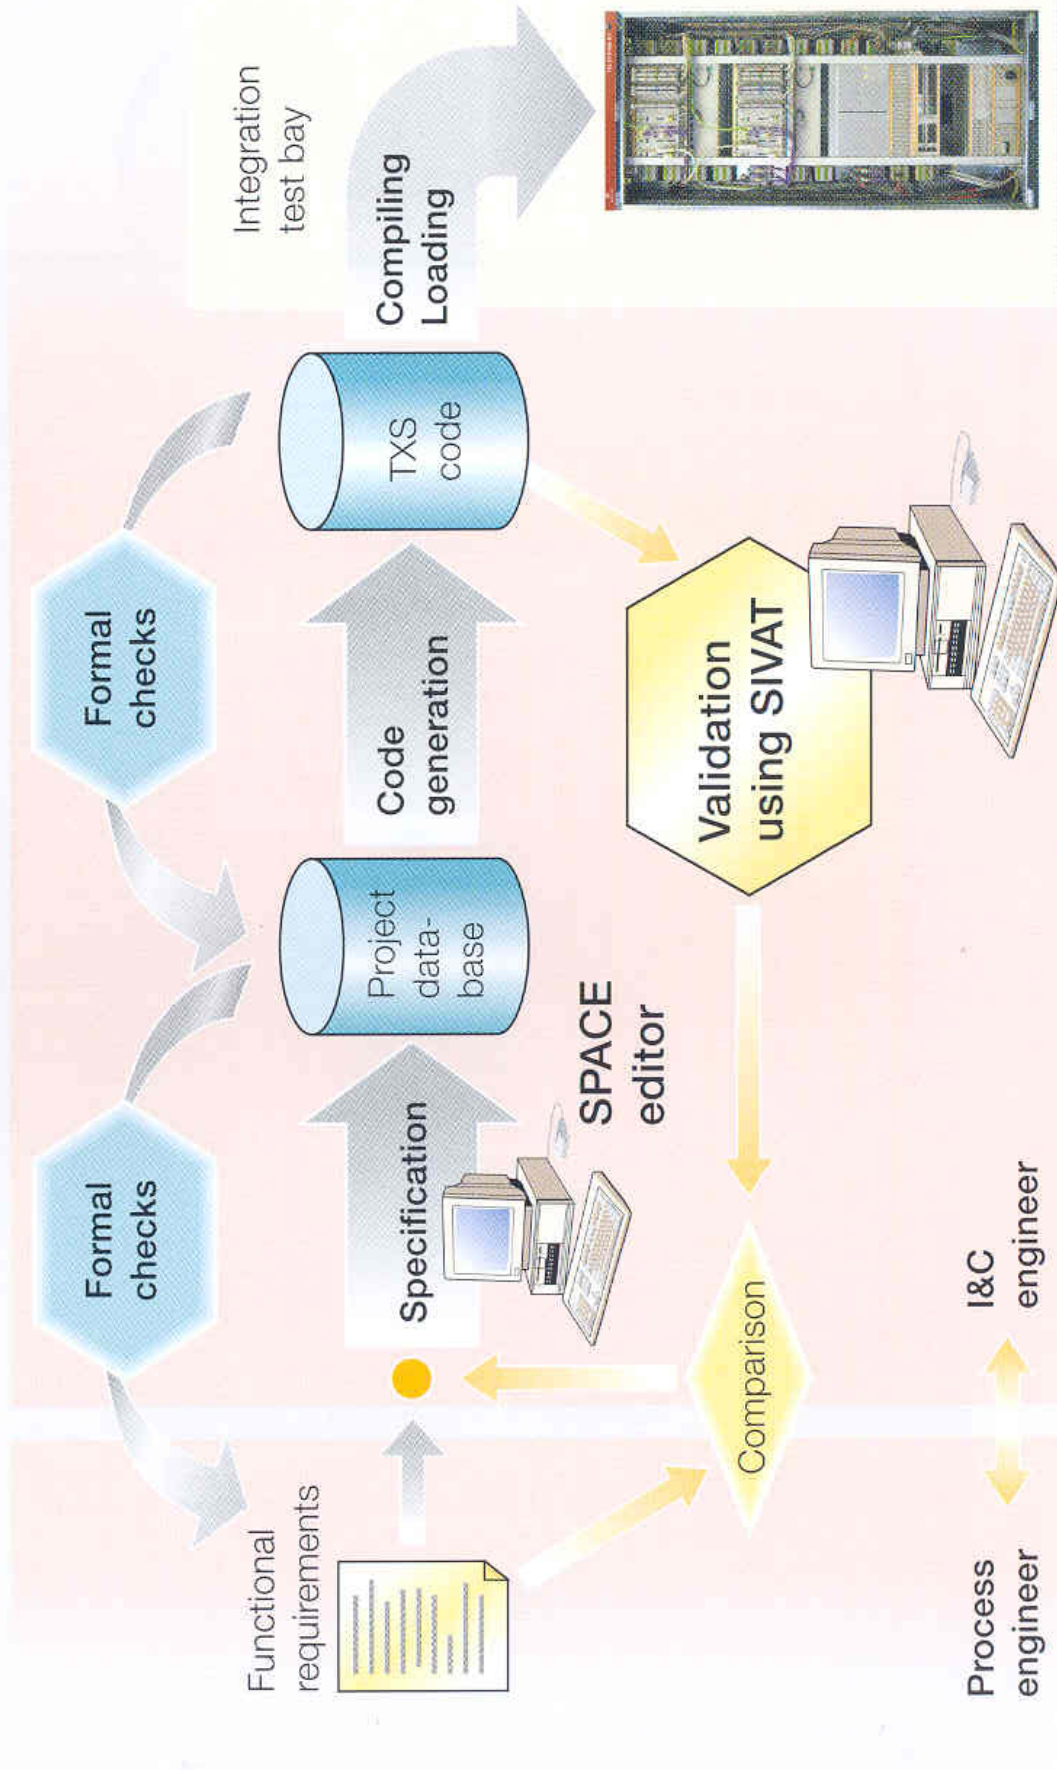 Formal
checks
Formal
checks
Functional
requirements
Specification
Project
data-
base
Code
generation
TXS
code
Compiling
Loading
Integration
test bay
SPACE
editor
Validation
using SIVAT
Comparison
Process
engineer
I&C
engineer